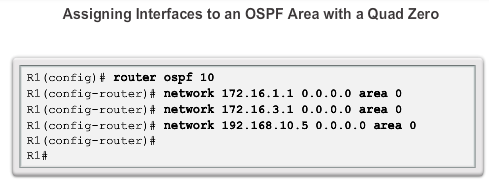 Assigning Interfaces to an OSPF Area with a Quad Zero
R1(config)# router ospf 10
R1(config-router)# network 172.16.1.1 0.0.0.0 area 0
R1(config-router)# network 172.16.3.1 0.0.0.0 area 0
R1(config-router)# network 192.168.10.5 0.0.0.0 area 0
R1(config-router)#
R1#